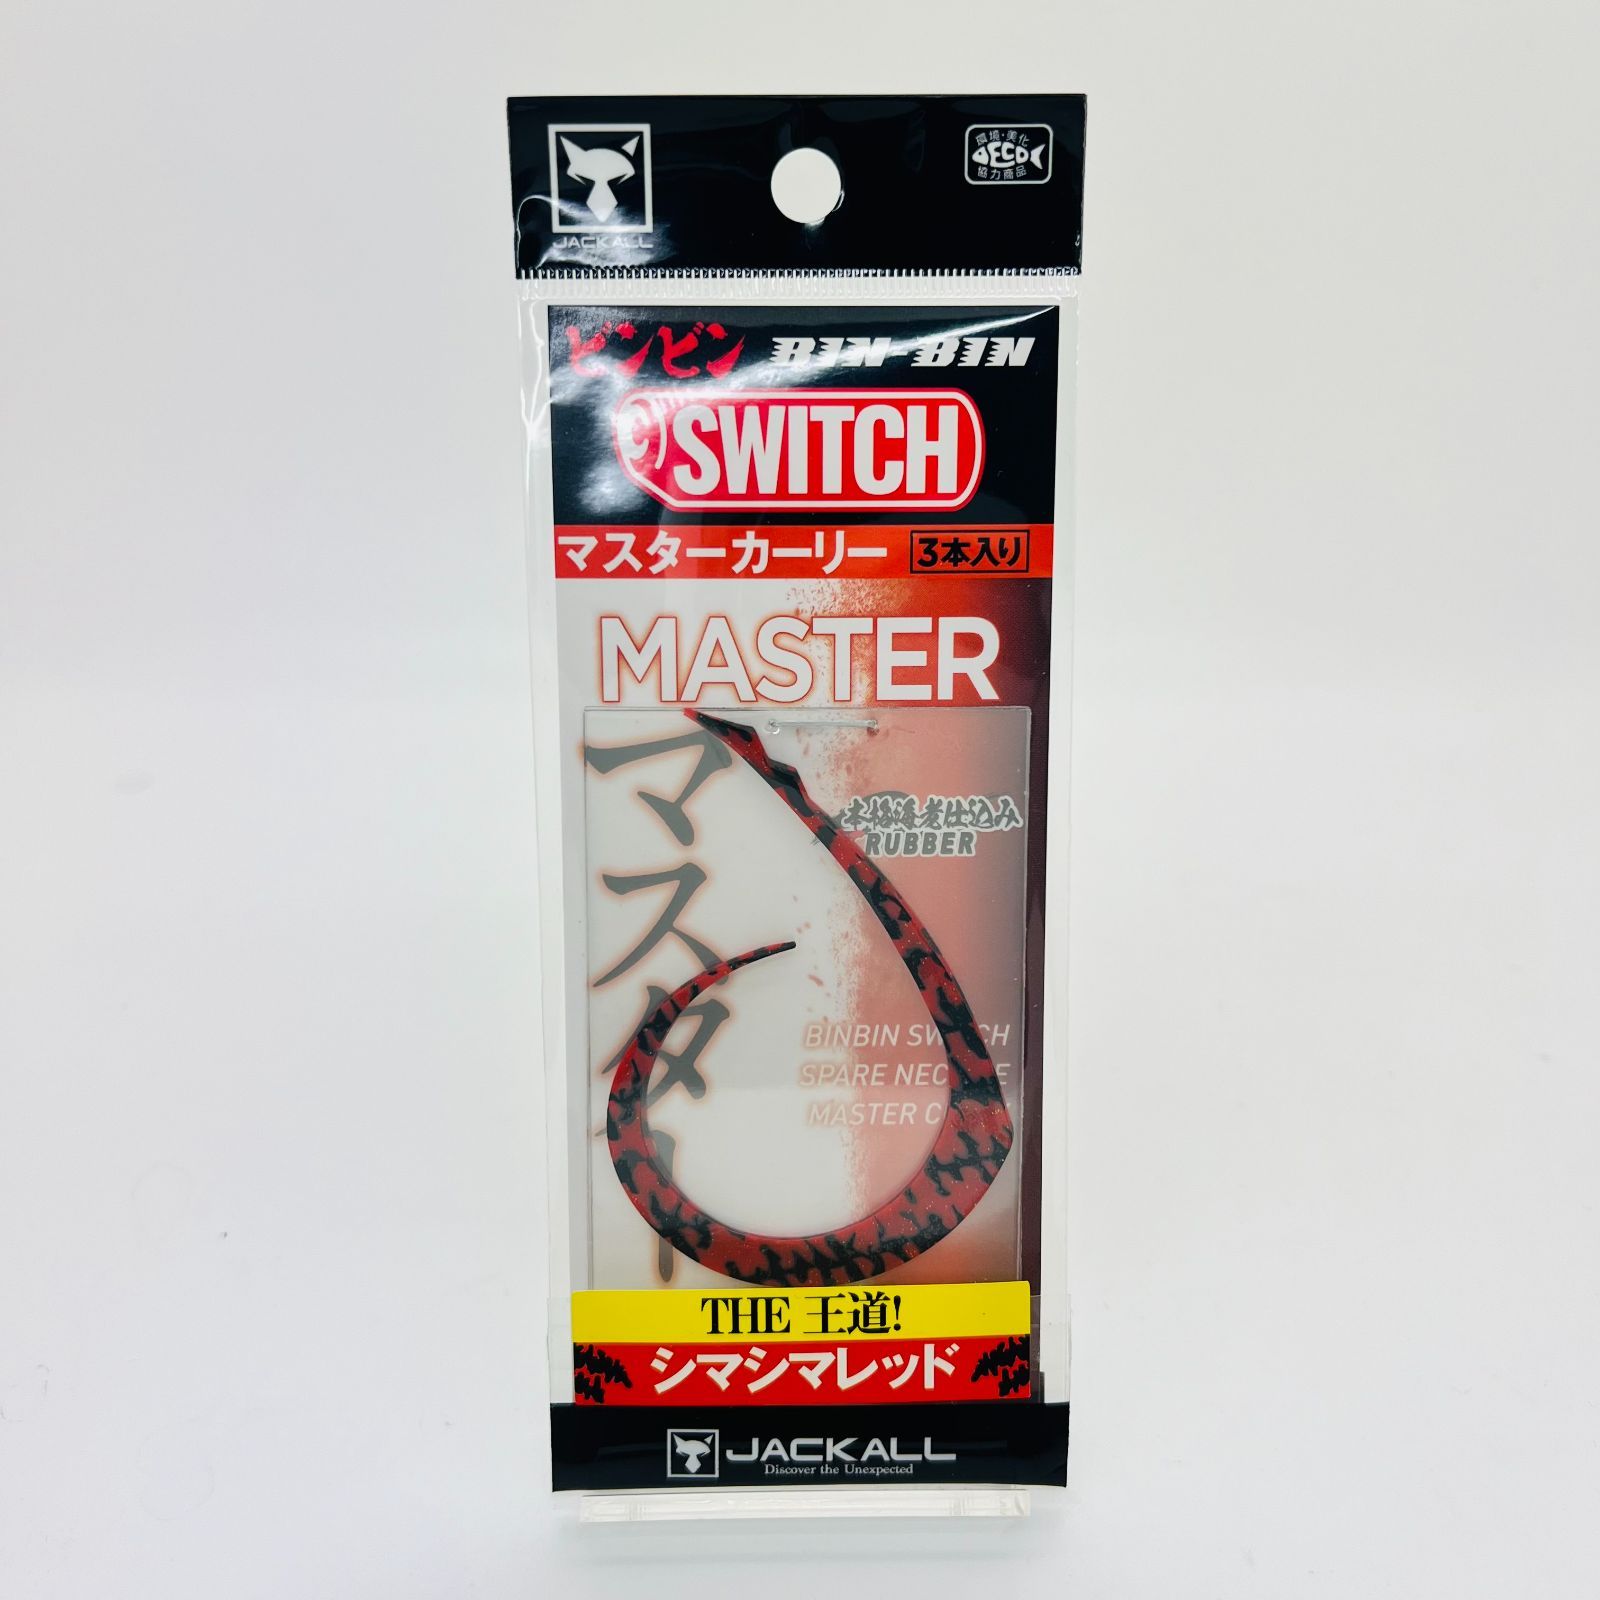 JACKALL
環境・美化
ECO
協力商品
ビンビン BIN-BIN
SWITCH
マスターカーリー 3本入り
MASTER
マスター
本格海老仕込み
RUBBER
BINBIN SWITCH
SPARE NECKTIE
MASTER CURLY
THE 王道!
シマシマレッド
JACKALL
Discover the Unexpected